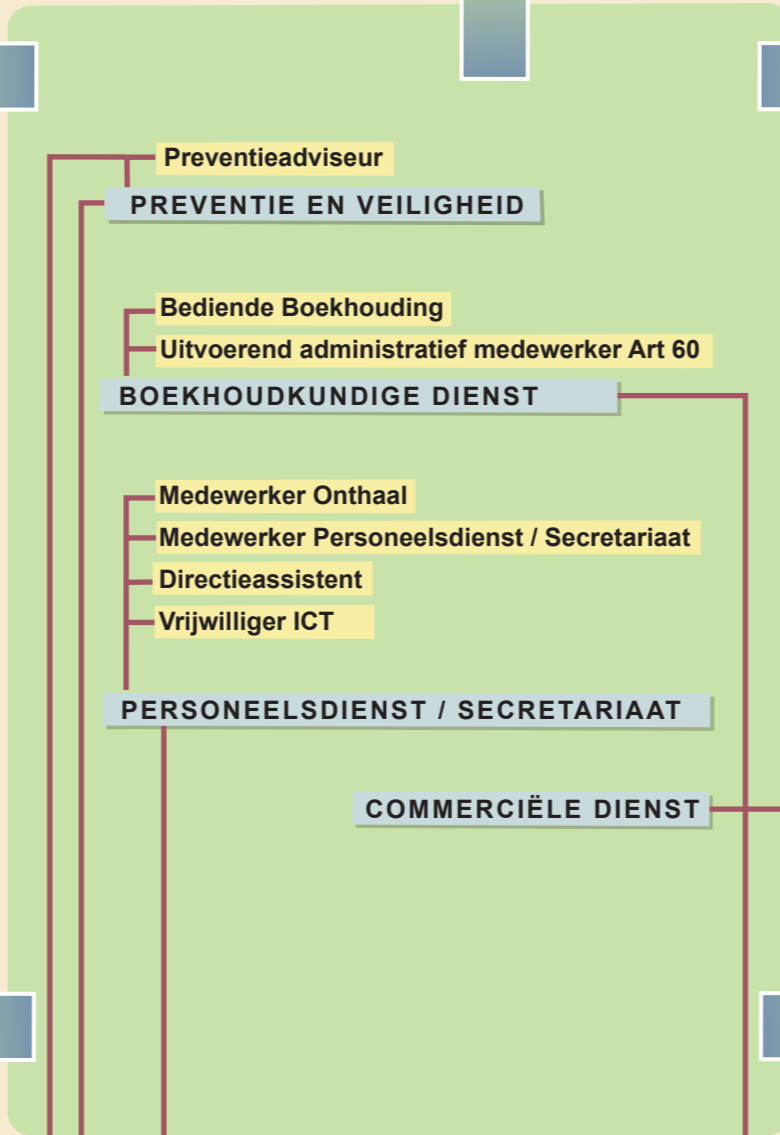 Preventieadviseur
PREVENTIE EN VEILIGHEID
Bediende Boekhouding
Uitvoerend administratief medewerker Art 60
BOEKHOUDKUNDIGE DIENST
Medewerker Onthaal
Medewerker Personeelsdienst / Secretariaat
Directieassistent
Vrijwilliger ICT
PERSONEELSDIENST / SECRETARIAAT
COMMERCIËLE DIENST